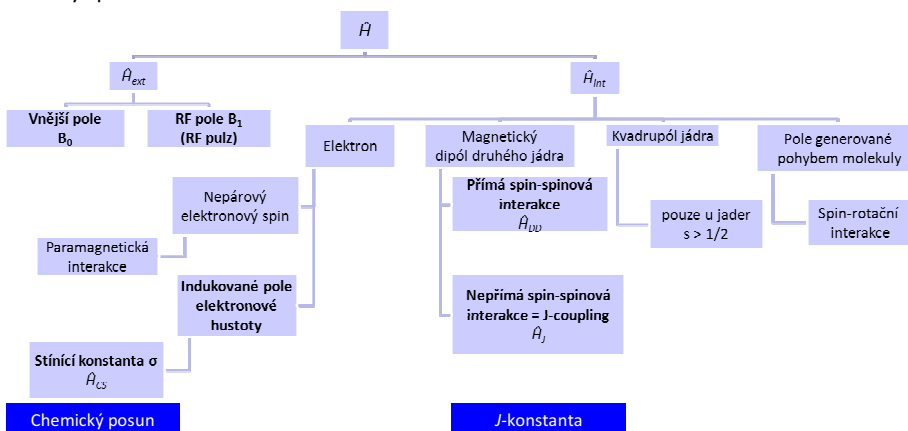 Ĥ
Ĥext
Ĥint
Vnější pole
B0
RF pole B1
(RF pulz)
Elektron
Magnetický
dipól druhého jádra
Kvadrupól jádra
Pole generované
pohybem molekuly
Nepárový
elektronový spin
Přímá spin-spinová
interakce
ĤDD
pouze u jader
s > 1/2
Spin-rotační
interakce
Paramagnetická
interakce
Indukované pole
elektronové
hustoty
Nepřímá spin-spinová
interakce = J-coupling
ĤJ
Stínící konstanta σ
ĤCS
Chemický posun
J-konstanta